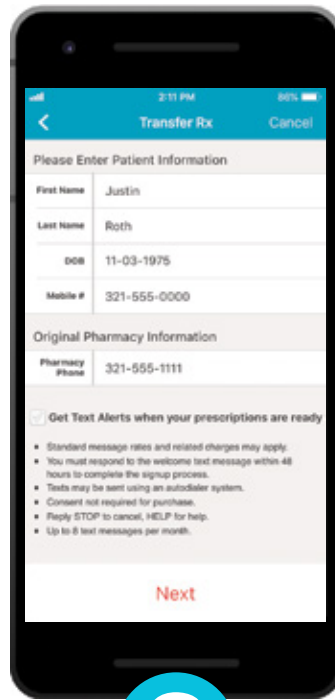 2:11 PM 86%
Transfer Rx Cancel
Please Enter Patient Information
First Name Justin
Last Name Roth
DOB 11-03-1975
Mobile # 321-555-0000
Original Pharmacy Information
Pharmacy
Phone 321-555-1111
Get Text Alerts when your prescriptions are ready
• Standard message rates and related charges may apply.
• You must respond to the welcome text message within 48
hours to complete the signup process.
• Texts may be sent using an autodialer system.
• Consent not required for purchase.
• Reply STOP to cancel, HELP for help.
• Up to 8 text messages per month.
Next